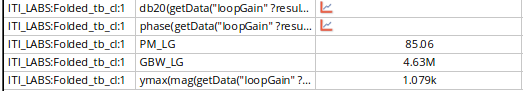 ITI_LABS:Folded_tb_cl:1 db20(getData("loopGain" ?resul...
ITI_LABS:Folded_tb_cl:1 phase(getData("loopGain" ?resu...
ITI_LABS:Folded_tb_cl:1 PM_LG 85.06
ITI_LABS:Folded_tb_cl:1 GBW_LG 4.63M
ITI_LABS:Folded_tb_cl:1 ymax(mag(getData("loopGain" ?... 1.079k